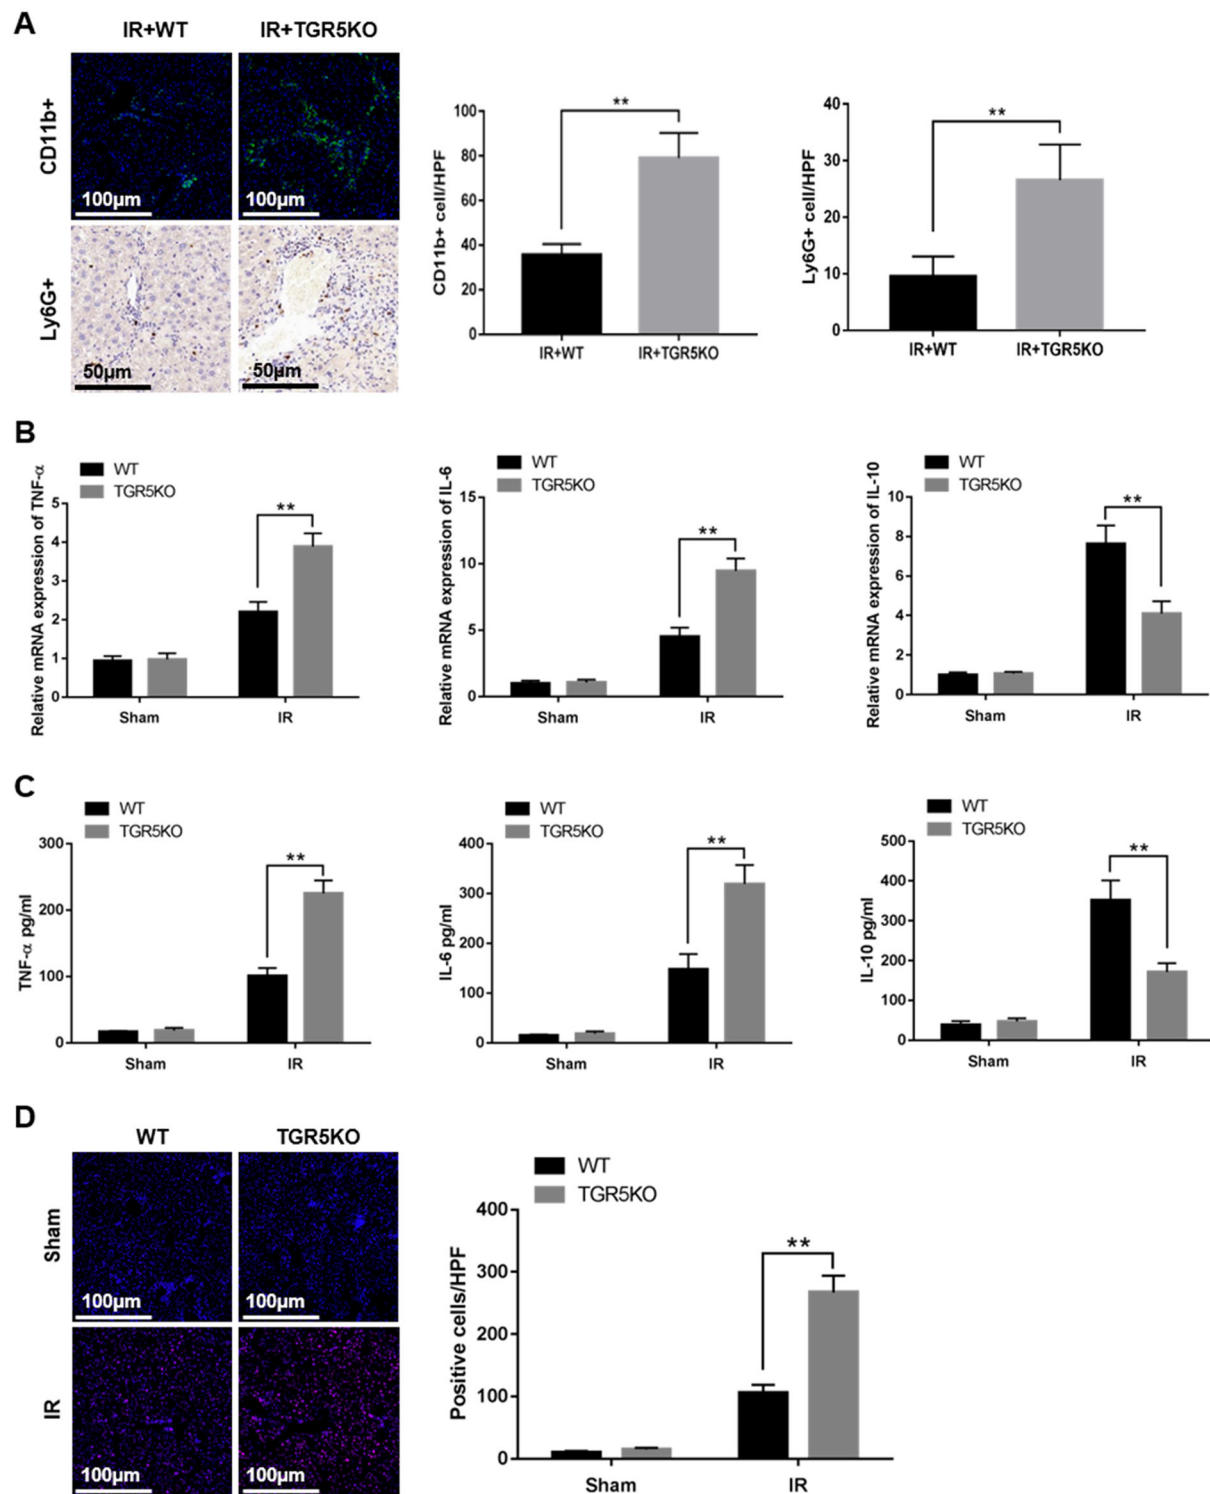 A
IR+WT IR+TGR5KO
CD11b+
100μm 100μm
Ly6G+
50μm 50μm
CD11b+ cell/HPF
100
80
60
40
20
0
**
IR+WT IR+TGR5KO
Ly6G+ cell/HPF
40
30
20
10
0
**
IR+WT IR+TGR5KO
B
WT
TGR5KO
Relative mRNA expression of TNF-α
5
4
3
2
1
0
**
Sham IR
WT
TGR5KO
Relative mRNA expression of IL-6
15
10
5
0
**
Sham IR
WT
TGR5KO
Relative mRNA expression of IL-10
10
8
6
4
2
0
**
Sham IR
C
WT
TGR5KO
TNF-α pg/ml
300
200
100
0
**
Sham IR
WT
TGR5KO
IL-6 pg/ml
400
300
200
100
0
**
Sham IR
WT
TGR5KO
IL-10 pg/ml
500
400
300
200
100
0
**
Sham IR
D
WT TGR5KO
Sham
100μm 100μm
IR
100μm 100μm
WT
TGR5KO
Positive cells/HPF
400
300
200
100
0
**
Sham IR